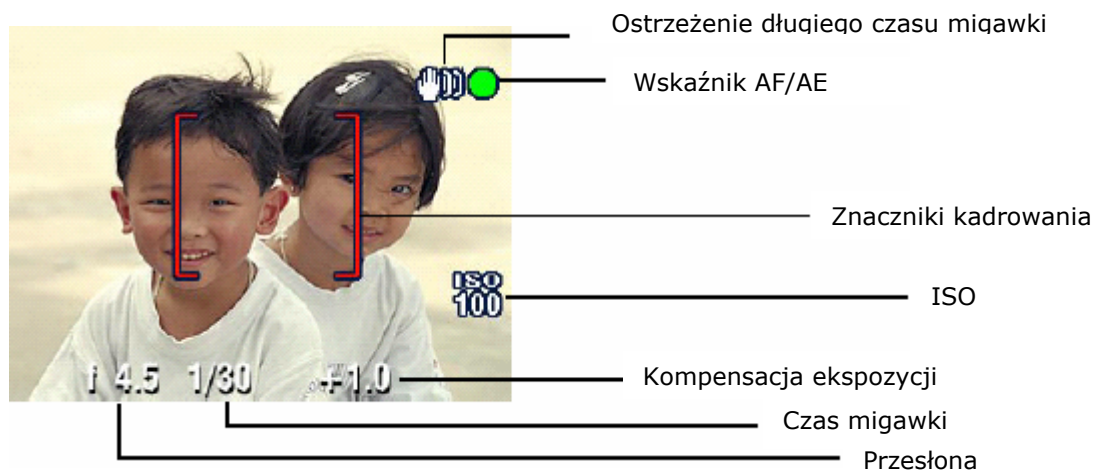 Ostrzeżenie długiego czasu migawki
Wskaźnik AF/AE
Znaczniki kadrowania
ISO
100
ISO
f 4.5 1/30 +1.0
Kompensacja ekspozycji
Czas migawki
Przesłona